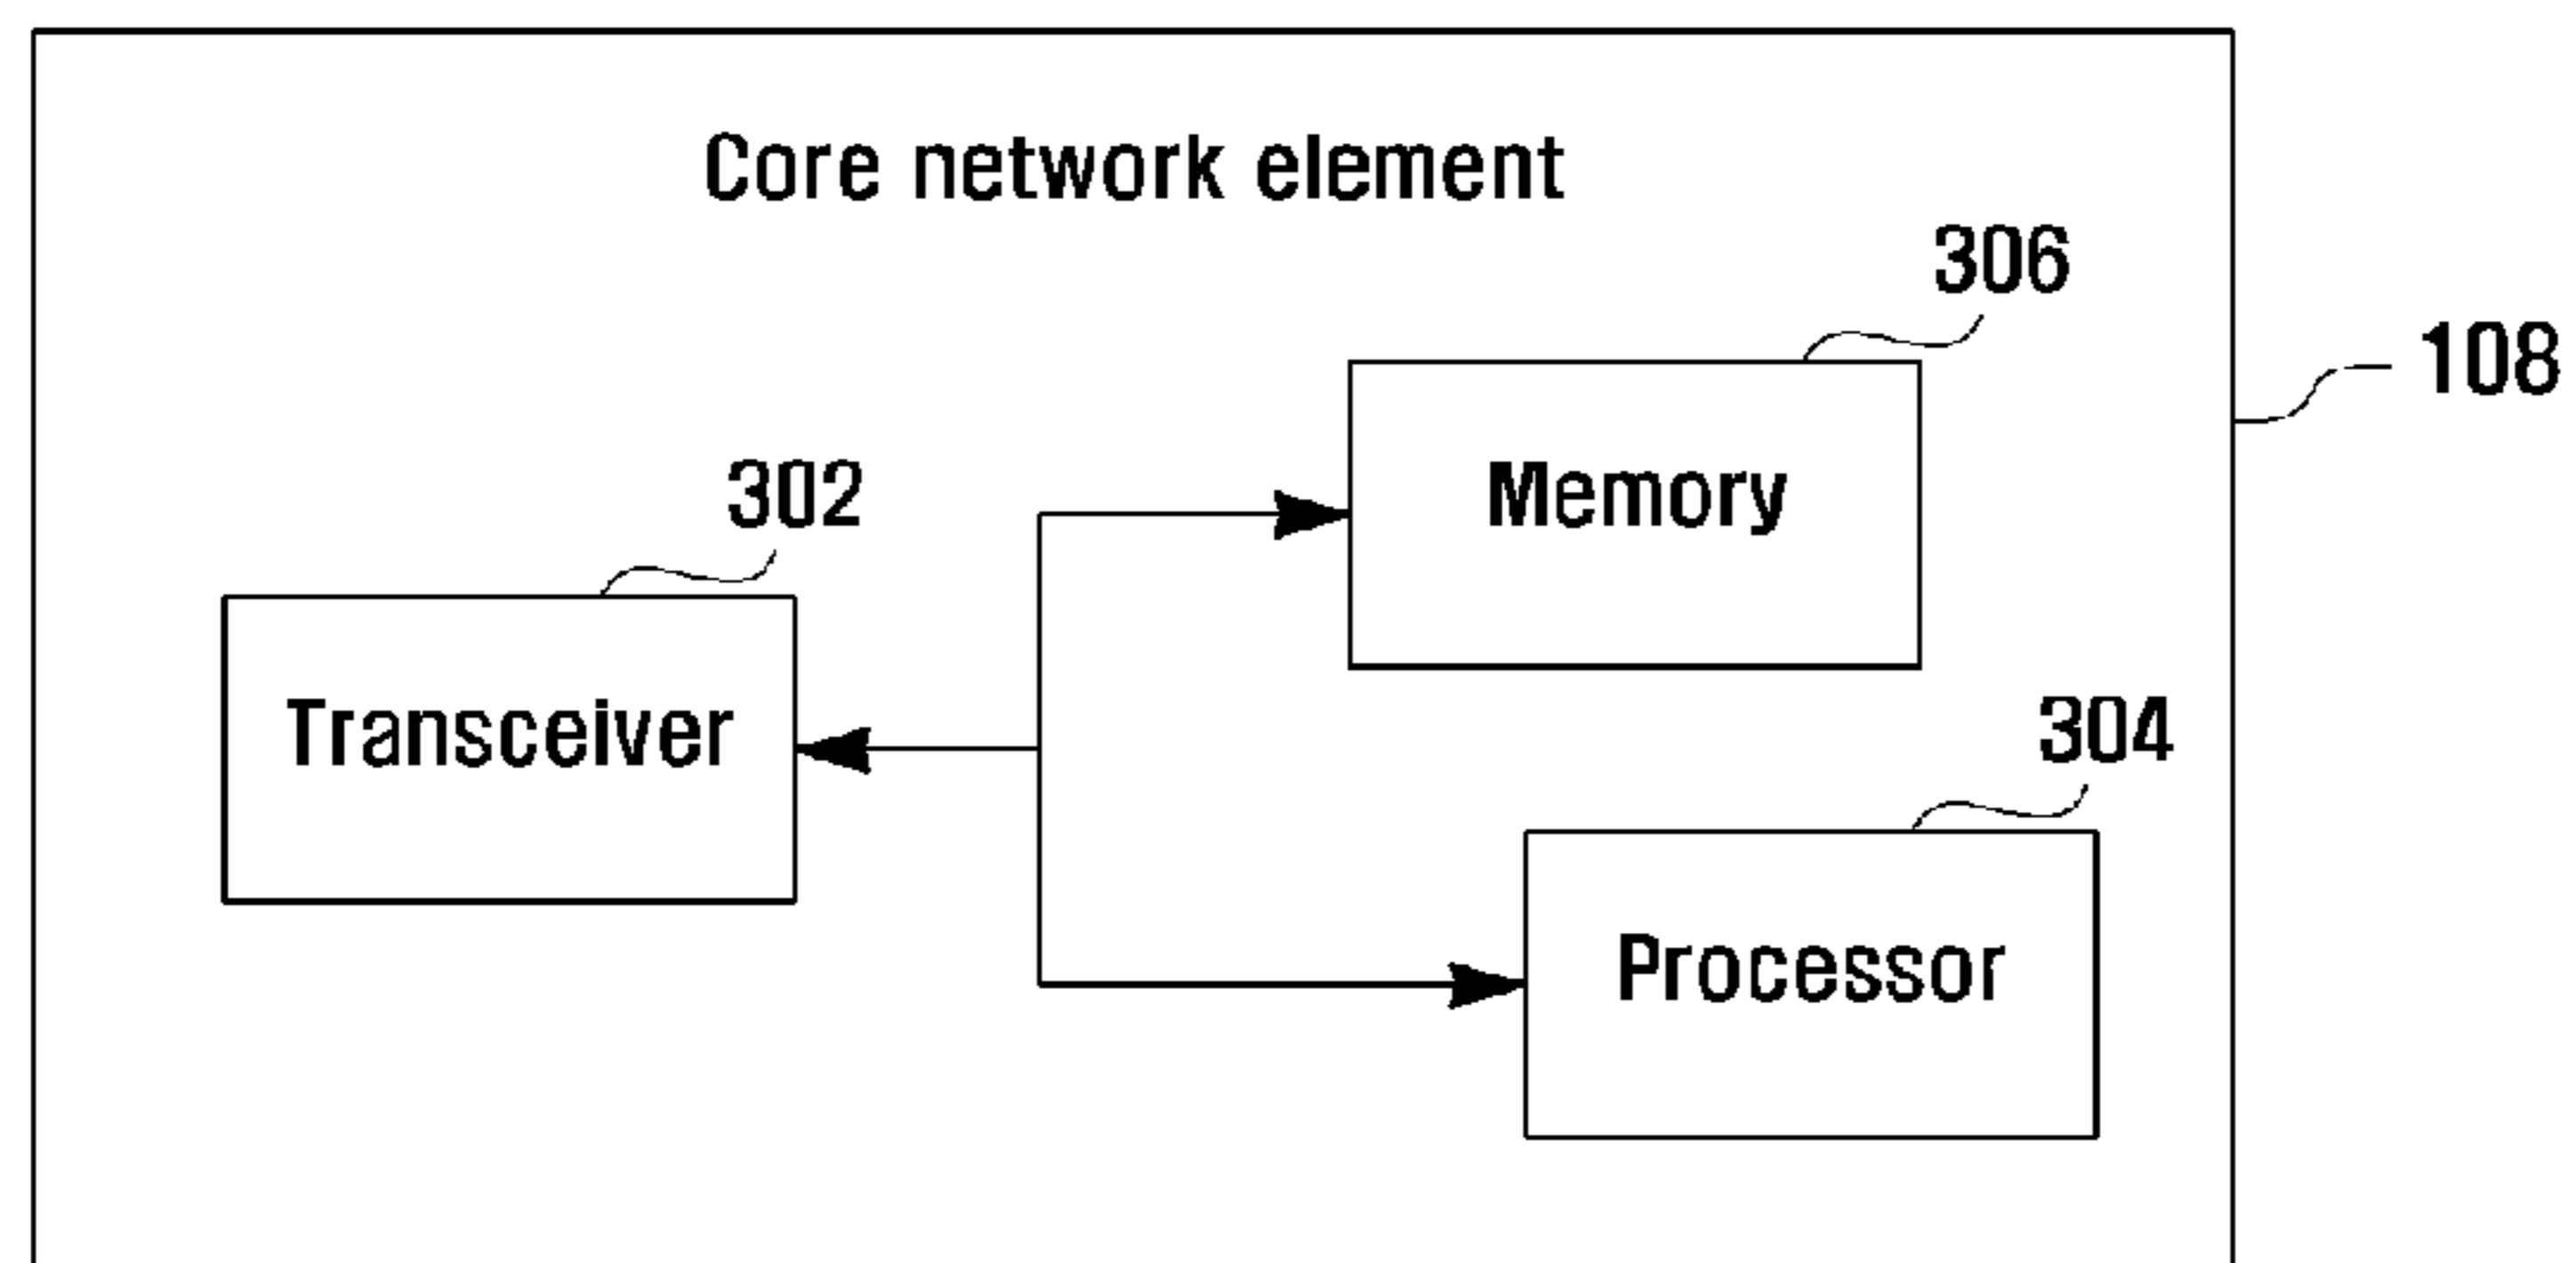 Core network element
306
108
302
Memory
Transceiver
304
Processor